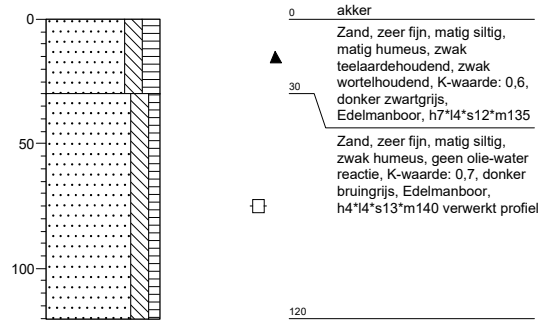 0
50
100
0
akker
Zand, zeer fijn, matig siltig,
matig humeus, zwak
teelaardehoudend, zwak
wortelhoudend, K-waarde: 0,6,
donker zwartgrijs,
Edelmanboor, h7*l4*s12*m135
30
Zand, zeer fijn, matig siltig,
zwak humeus, geen olie-water
reactie, K-waarde: 0,7, donker
bruingrijs, Edelmanboor,
h4*l4*s13*m140 verwerkt profiel
120